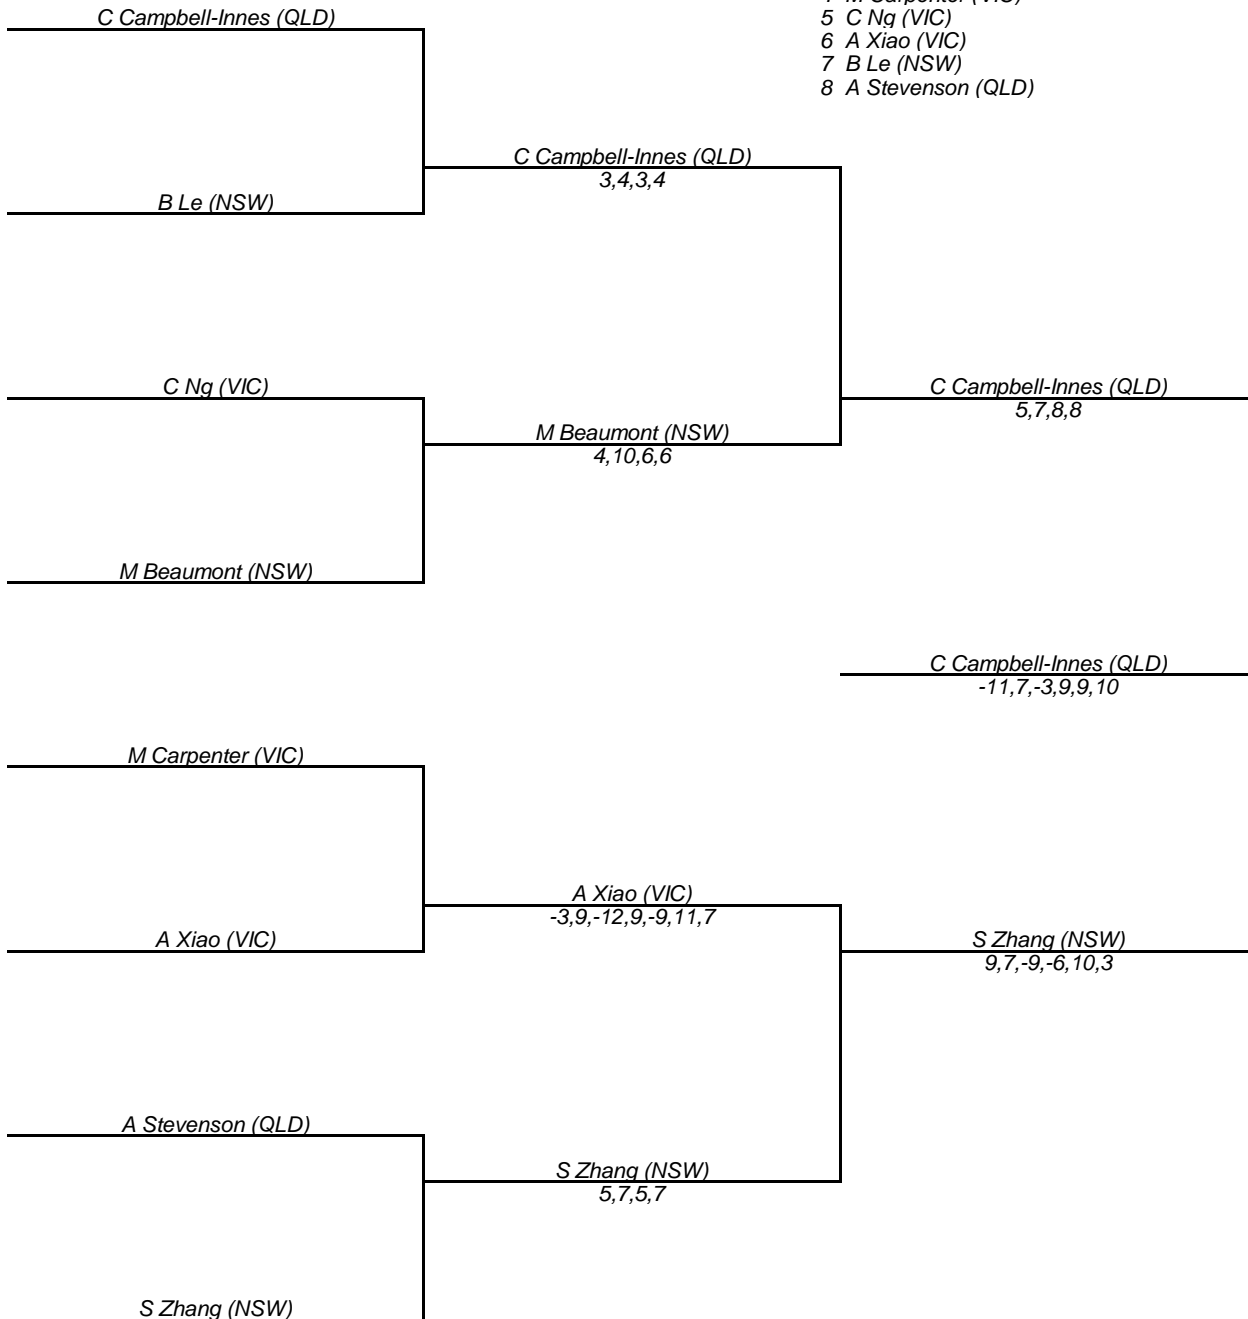 4 M Carpenter (VIC)
C Campbell-Innes (QLD)
5 C Ng (VIC)
6 A Xiao (VIC)
7 B Le (NSW)
8 A Stevenson (QLD)
C Campbell-Innes (QLD)
3,4,3,4
B Le (NSW)
C Ng (VIC)
C Campbell-Innes (QLD)
5,7,8,8
M Beaumont (NSW)
4,10,6,6
M Beaumont (NSW)
C Campbell-Innes (QLD)
-11,7,-3,9,9,10
M Carpenter (VIC)
A Xiao (VIC)
-3,9,-12,9,-9,11,7
A Xiao (VIC)
S Zhang (NSW)
9,7,-9,-6,10,3
A Stevenson (QLD)
S Zhang (NSW)
5,7,5,7
S Zhang (NSW)